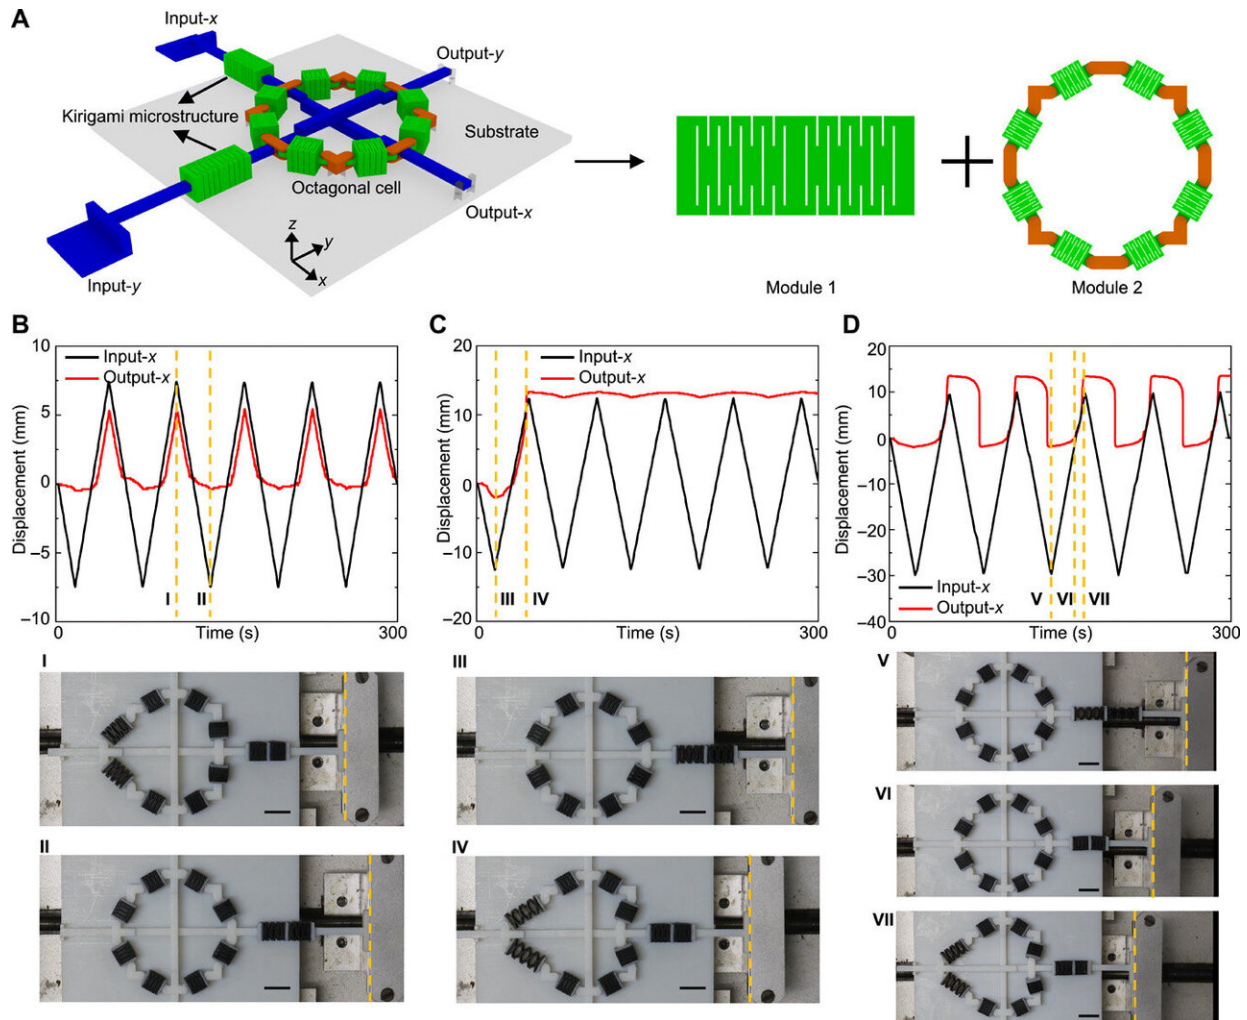 A
Input-x
Output-y
Kirigami microstructure
Substrate
Octagonal cell
Output-x
z
y
x
Input-y
Module 1
Module 2
B
10
5
0
−5
−10
Displacement (mm)
Input-x
Output-x
I
II
0
Time (s)
300
C
20
10
0
−10
−20
Displacement (mm)
Input-x
Output-x
III
IV
0
Time (s)
300
D
20
10
0
−10
−20
−30
−40
Displacement (mm)
Input-x
Output-x
V
VI
VII
0
Time (s)
300
I
II
III
IV
V
VI
VII